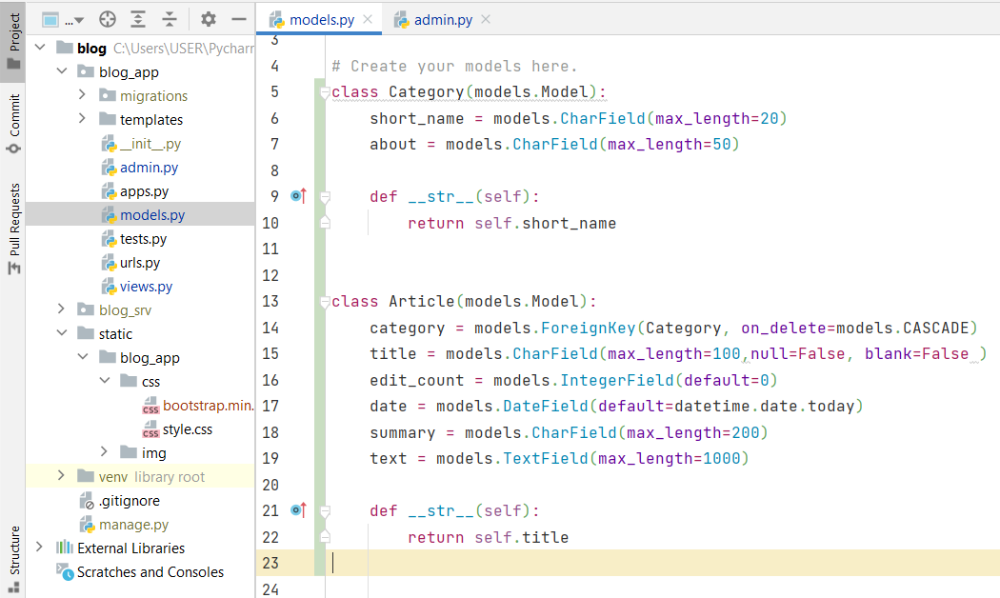 Project
Commit
Pull Requests
Structure
...
blog C:\Users\USER\Pycharr
blog_app
migrations
templates
__init__.py
admin.py
apps.py
models.py
tests.py
urls.py
views.py
blog_srv
static
blog_app
css
CSS bootstrap.min.
CSS style.css
img
venv library root
.gitignore
manage.py
External Libraries
Scratches and Consoles
models.py
admin.py
3
4 # Create your models here.
5 class Category(models.Model):
6 short_name = models.CharField(max_length=20)
7 about = models.CharField(max_length=50)
8
9 def __str__(self):
10 return self.short_name
11
12
13 class Article(models.Model):
14 category = models.ForeignKey(Category, on_delete=models.CASCADE)
15 title = models.CharField(max_length=100,null=False, blank=False )
16 edit_count = models.IntegerField(default=0)
17 date = models.DateField(default=datetime.date.today)
18 summary = models.CharField(max_length=200)
19 text = models.TextField(max_length=1000)
20
21 def __str__(self):
22 return self.title
23
24